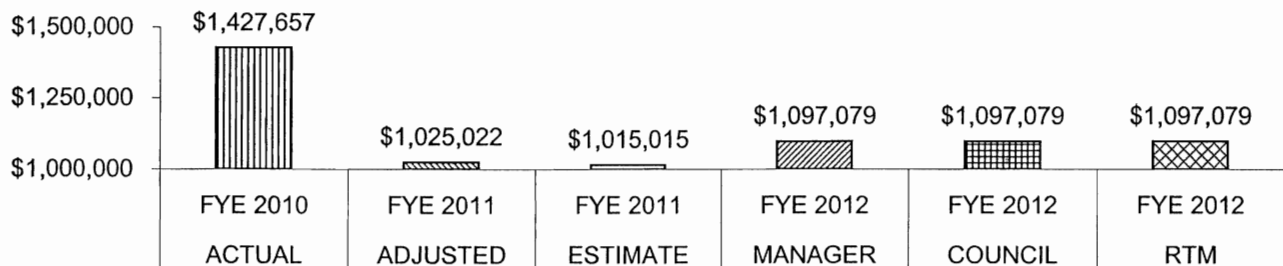 $1,500,000
$1,427,657
$1,250,000
$1,025,022 $1,015,015 $1,097,079 $1,097,079 $1,097,079
$1,000,000
FYE 2010 FYE 2011 FYE 2011 FYE 2012 FYE 2012 FYE 2012
ACTUAL ADJUSTED ESTIMATE MANAGER COUNCIL RTM